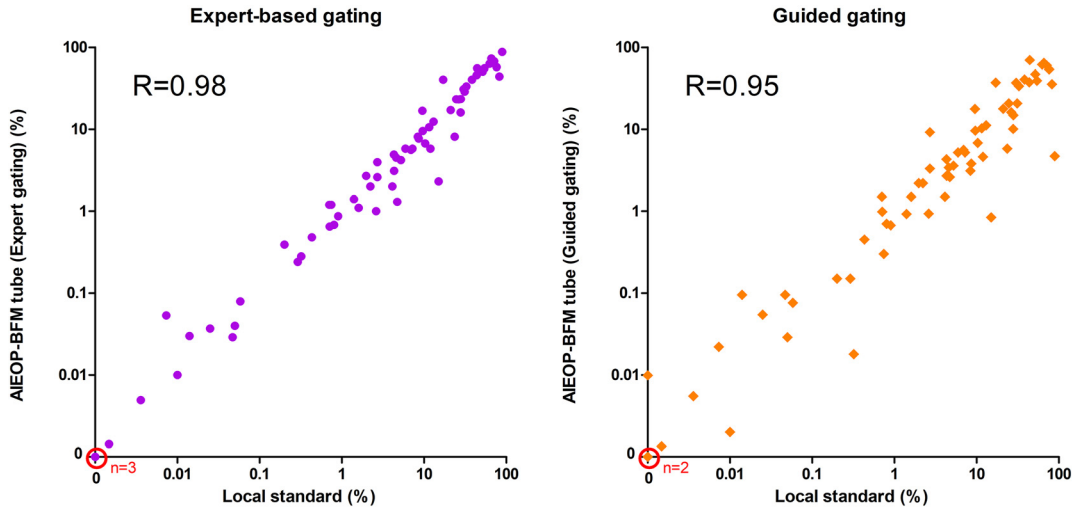 Expert-based gating
R=0.98
AIEOP-BFM tube (Expert gating) (%)
100
10
1
0.1
0.01
0
n=3
0 0.01 0.1 1 10 100
Local standard (%)
Guided gating
R=0.95
AIEOP-BFM tube (Guided gating) (%)
100
10
1
0.1
0.01
0
n=2
0 0.01 0.1 1 10 100
Local standard (%)